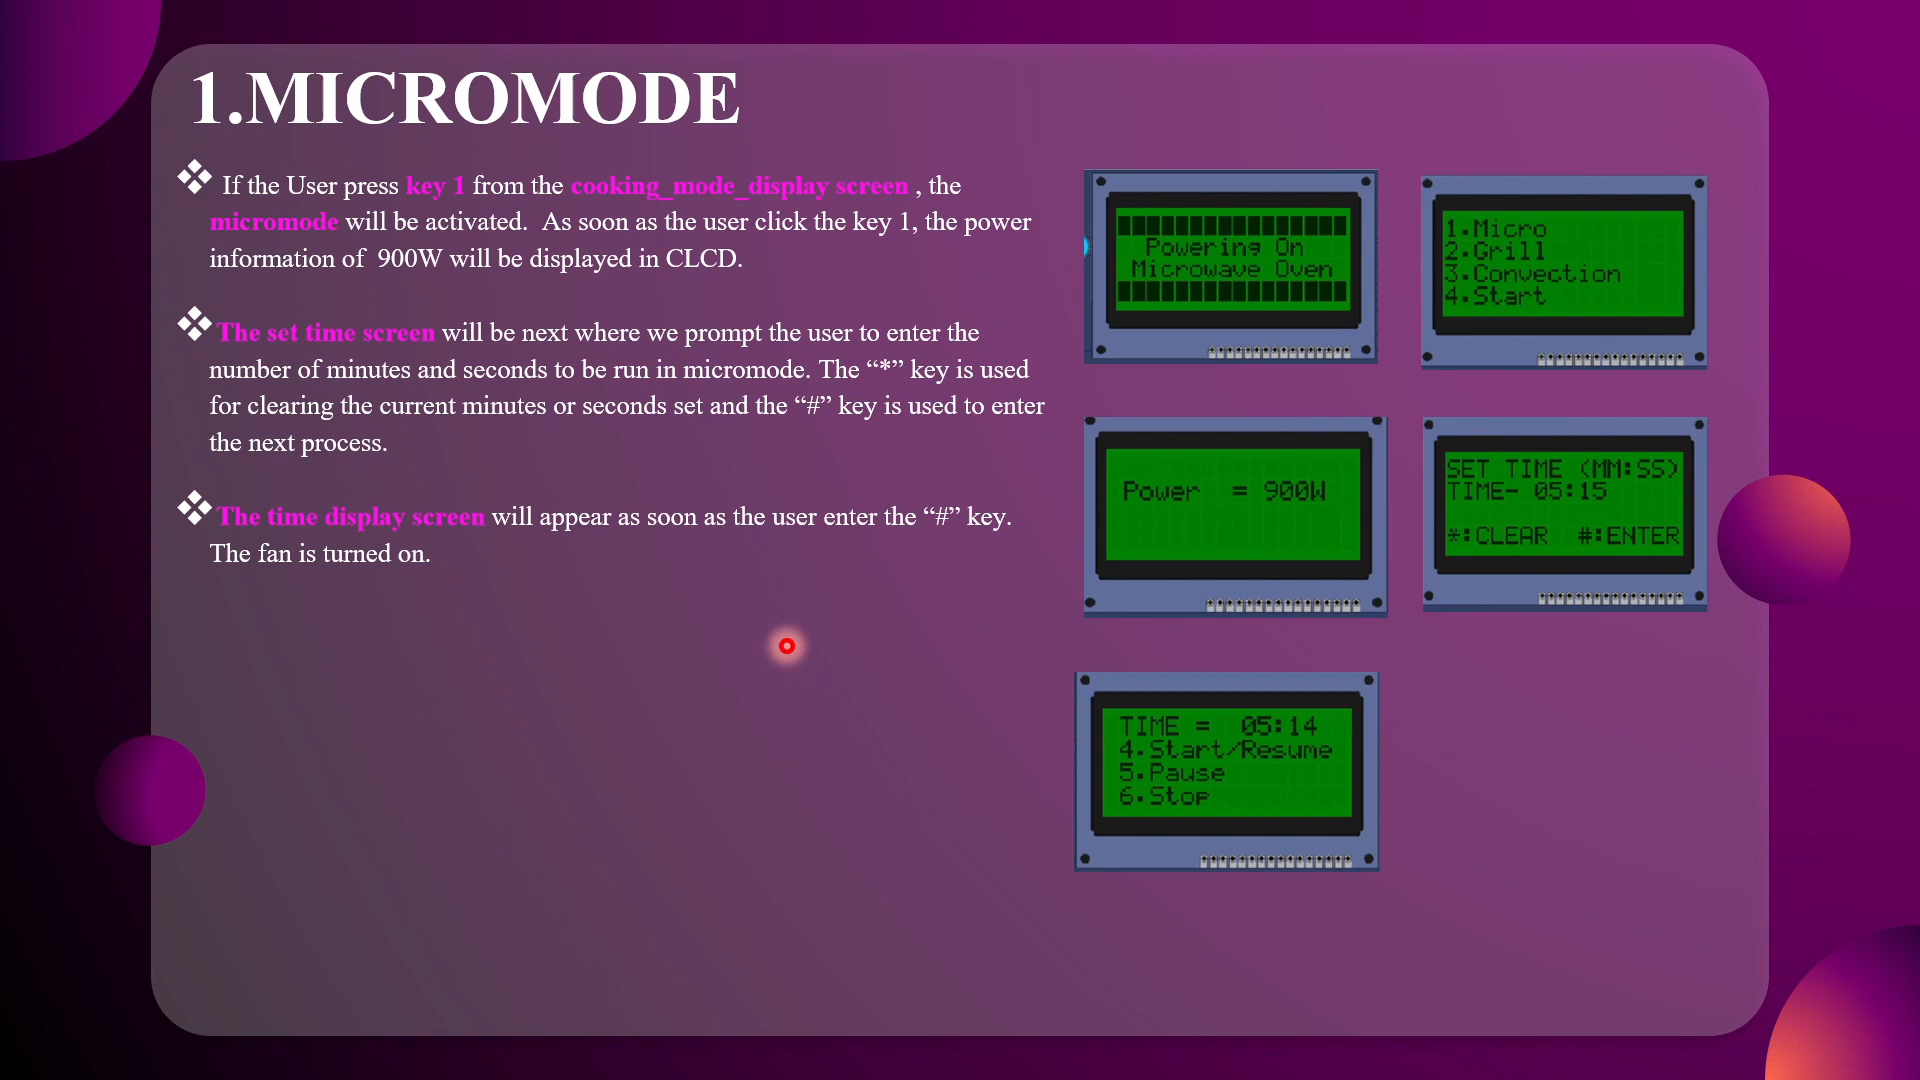 1.MICROMODE
If the User press key 1 from the cooking_mode_display screen , the
micromode will be activated. As soon as the user click the key 1, the power
information of 900W will be displayed in CLCD.
The set time screen will be next where we prompt the user to enter the
number of minutes and seconds to be run in micromode. The “*” key is used
for clearing the current minutes or seconds set and the “#” key is used to enter
the next process.
The time display screen will appear as soon as the user enter the “#” key.
The fan is turned on.
Powering On
Microwave Oven
1.Micro
2.Grill
3.Convection
4.Start
Power = 900W
SET TIME (MM:SS)
TIME- 05:15
*:CLEAR #:ENTER
TIME = 05:14
4.Start/Resume
5.Pause
6.Stop